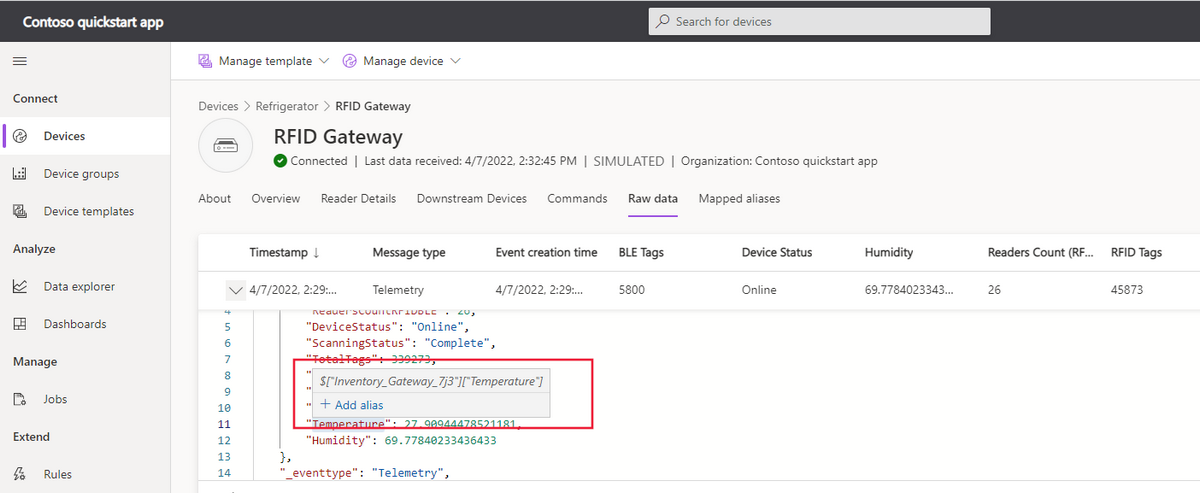 Contoso quickstart app
Search for devices
Manage template
Manage device
Connect
Devices
Device groups
Device templates
Analyze
Data explorer
Dashboards
Manage
Jobs
Extend
Rules
Devices > Refrigerator > RFID Gateway
RFID Gateway
Connected | Last data received: 4/7/2022, 2:32:45 PM | SIMULATED | Organization: Contoso quickstart app
About Overview Reader Details Downstream Devices Commands Raw data Mapped aliases
Timestamp ↓ Message type Event creation time BLE Tags Device Status Humidity Readers Count (RF... RFID Tags
4/7/2022, 2:29:... Telemetry 4/7/2022, 2:29:... 5800 Online 69.7784023343... 26 45873
4 "ReadersCountRFIDBLE": 26,
5 "DeviceStatus": "Online",
6 "ScanningStatus": "Complete",
7 "TotalTags": 339273,
8 "
$["Inventory_Gateway_7j3"]["Temperature"]
9 "
10 "
+ Add alias
11 "Temperature": 27.90944478521181,
12 "Humidity": 69.77840233436433
13 },
14 "_eventtype": "Telemetry",